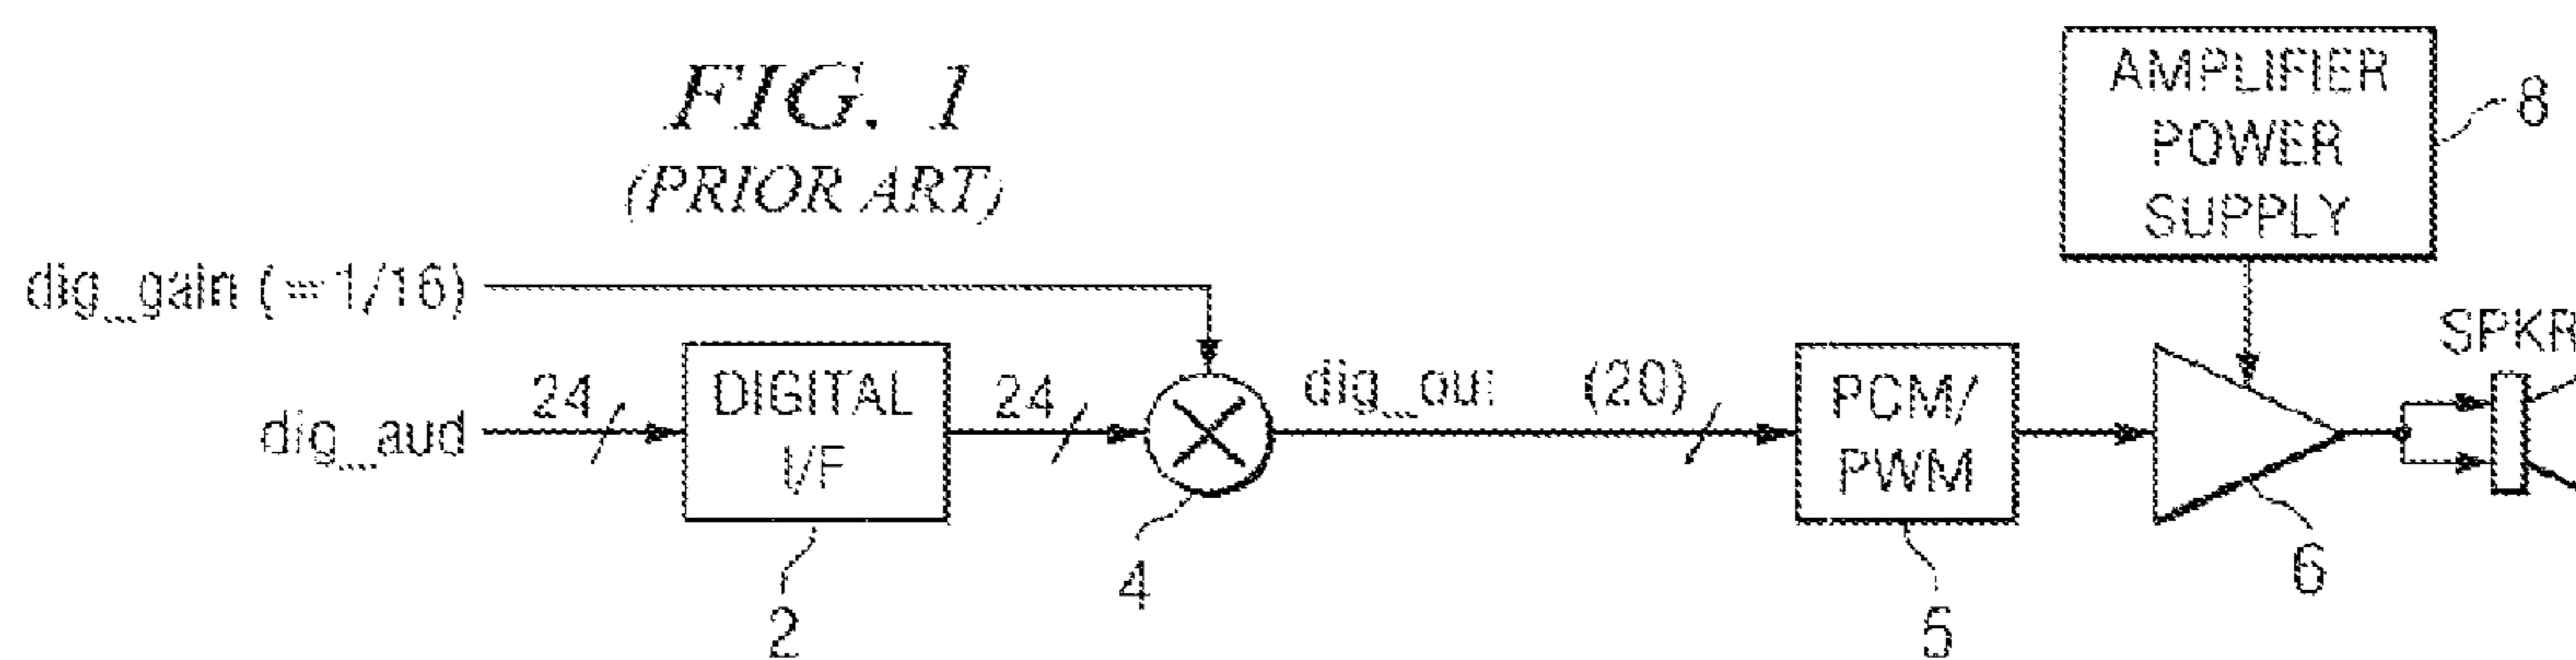 FIG. 1
(PRIOR ART)
AMPLIFIER
POWER
SUPPLY
8
dig_gain (=1/16)
dig_aud
24
DIGITAL
I/F
2
24
4
dig_out
(20)
PCM/
PWM
5
6
SPKR